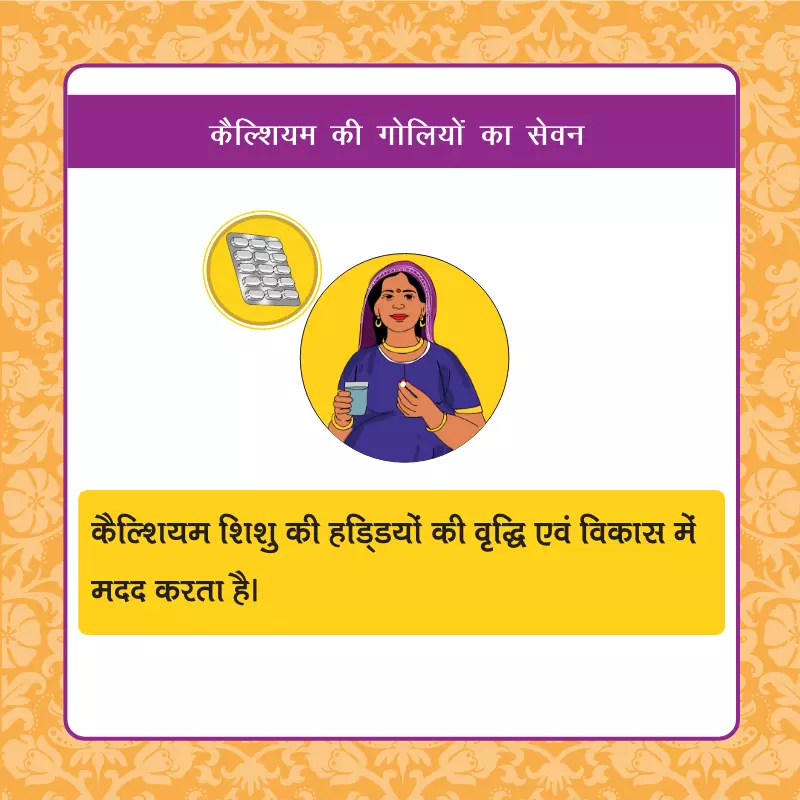 कैल्शियम की गोलियों का सेवन
कैल्शियम शिशु की हड्डियों की वृद्धि एवं विकास में
मदद करता है।